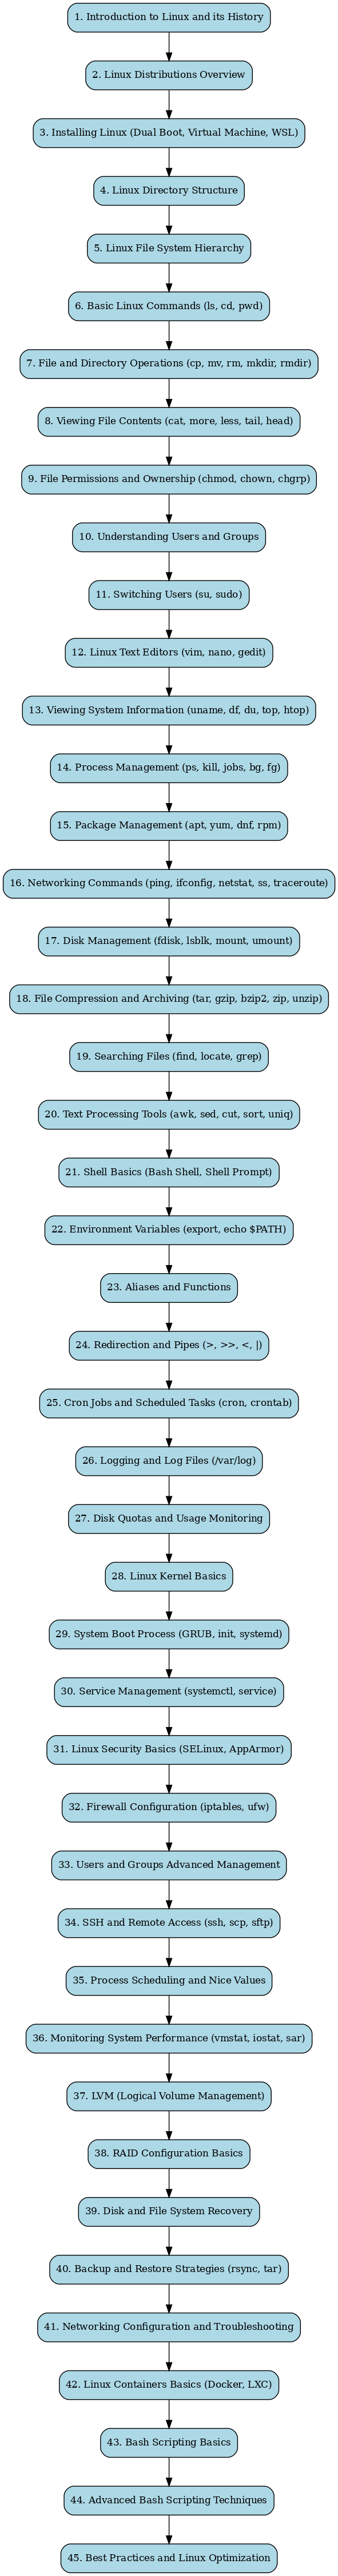 1. Introduction to Linux and its History
2. Linux Distributions Overview
3. Installing Linux (Dual Boot, Virtual Machine, WSL)
4. Linux Directory Structure
5. Linux File System Hierarchy
6. Basic Linux Commands (ls, cd, pwd)
7. File and Directory Operations (cp, mv, rm, mkdir, rmdir)
8. Viewing File Contents (cat, more, less, tail, head)
9. File Permissions and Ownership (chmod, chown, chgrp)
10. Understanding Users and Groups
11. Switching Users (su, sudo)
12. Linux Text Editors (vim, nano, gedit)
13. Viewing System Information (uname, df, du, top, htop)
14. Process Management (ps, kill, jobs, bg, fg)
15. Package Management (apt, yum, dnf, rpm)
16. Networking Commands (ping, ifconfig, netstat, ss, traceroute)
17. Disk Management (fdisk, lsblk, mount, umount)
18. File Compression and Archiving (tar, gzip, bzip2, zip, unzip)
19. Searching Files (find, locate, grep)
20. Text Processing Tools (awk, sed, cut, sort, uniq)
21. Shell Basics (Bash Shell, Shell Prompt)
22. Environment Variables (export, echo $PATH)
23. Aliases and Functions
24. Redirection and Pipes (>, >>, <, |)
25. Cron Jobs and Scheduled Tasks (cron, crontab)
26. Logging and Log Files (/var/log)
27. Disk Quotas and Usage Monitoring
28. Linux Kernel Basics
29. System Boot Process (GRUB, init, systemd)
30. Service Management (systemctl, service)
31. Linux Security Basics (SELinux, AppArmor)
32. Firewall Configuration (iptables, ufw)
33. Users and Groups Advanced Management
34. SSH and Remote Access (ssh, scp, sftp)
35. Process Scheduling and Nice Values
36. Monitoring System Performance (vmstat, iostat, sar)
37. LVM (Logical Volume Management)
38. RAID Configuration Basics
39. Disk and File System Recovery
40. Backup and Restore Strategies (rsync, tar)
41. Networking Configuration and Troubleshooting
42. Linux Containers Basics (Docker, LXC)
43. Bash Scripting Basics
44. Advanced Bash Scripting Techniques
45. Best Practices and Linux Optimization